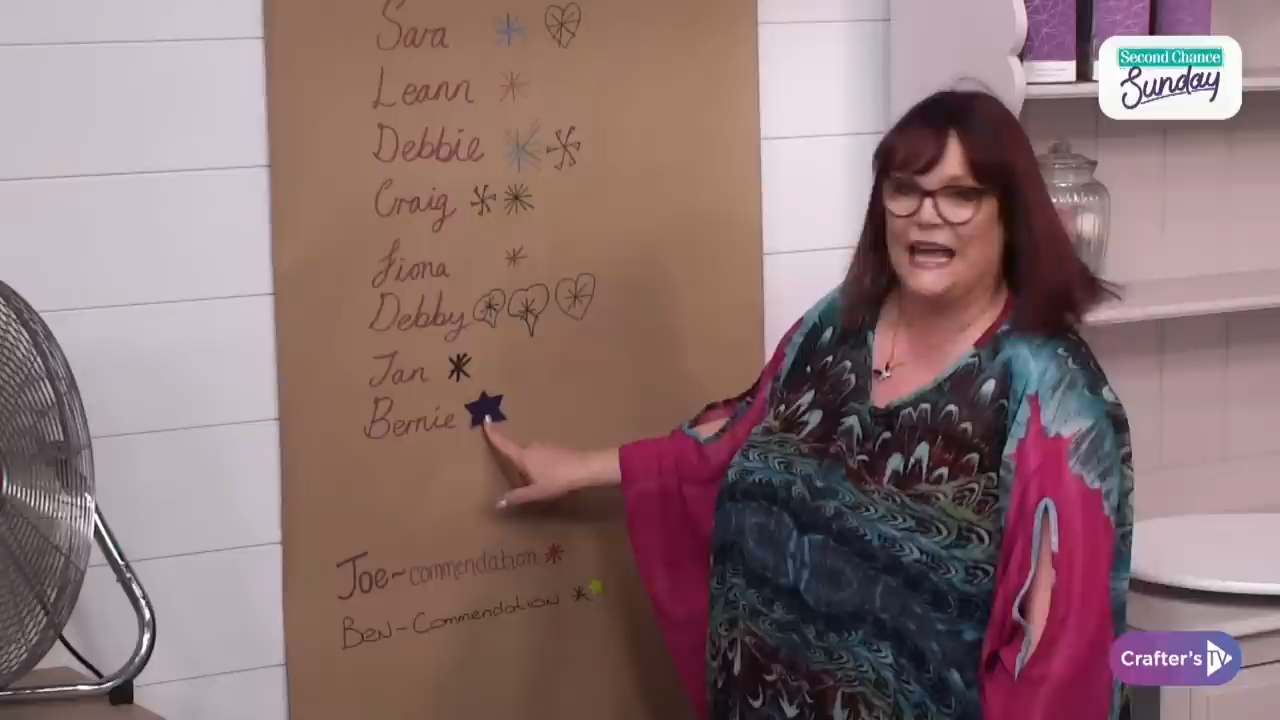 Sara
Leann
Debbie
Craig
Fiona
Debby
Jan
Bernie
Joe~commendation
Ben-Commendation
Second Chance
Sunday
Crafter's TV